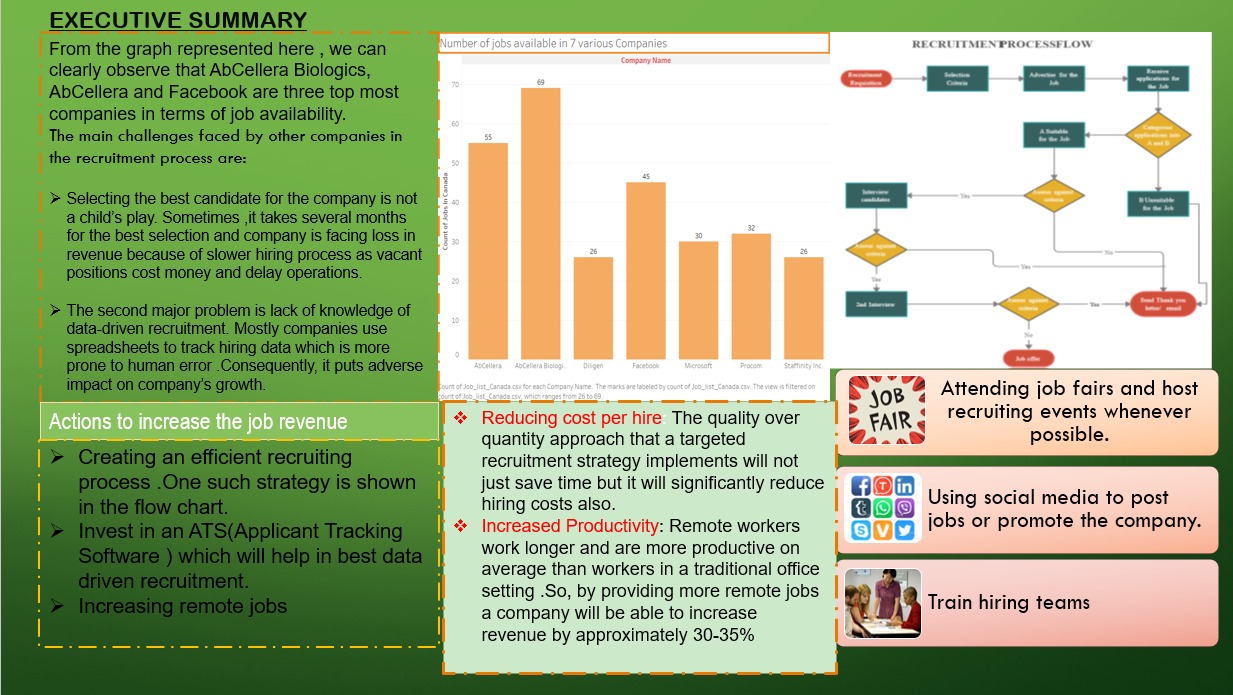 EXECUTIVE SUMMARY
From the graph represented here , we can
clearly observe that AbCellera Biologics,
AbCellera and Facebook are three top most
companies in terms of job availability.
The main challenges faced by other companies in
the recruitment process are:
➢ Selecting the best candidate for the company is not
a child's play. Sometimes ,it takes several months
for the best selection and company is facing loss in
revenue because of slower hiring process as vacant
positions cost money and delay operations.
➢ The second major problem is lack of knowledge of
data-driven recruitment. Mostly companies use
spreadsheets to track hiring data which is more
prone to human error .Consequently, it puts adverse
impact on company's growth.
Actions to increase the job revenue
➢ Creating an efficient recruiting
process .One such strategy is shown
in the flow chart.
➢ Invest in an ATS(Applicant Tracking
Software ) which will help in best data
driven recruitment.
➢ Increasing remote jobs
Number of jobs available in 7 various Companies
Company Name
Count of Jobs in Canada
70
60
50
40
30
20
10
0
55
69
26
45
30
32
26
AbCellera
AbCellera Biologi..
Diligen
Facebook
Microsoft
Procom
Staffinity Inc.
Count of Job_list_Canada.csv for each Company Name. The marks are labeled by count of Job_list_Canada.csv. The view is filtered on
count of Job_list_Canada.csv, which ranges from 26 to 69.
❖ Reducing cost per hire: The quality over
quantity approach that a targeted
recruitment strategy implements will not
just save time but it will significantly reduce
hiring costs also.
❖ Increased Productivity: Remote workers
work longer and are more productive on
average than workers in a traditional office
setting .So, by providing more remote jobs
a company will be able to increase
revenue by approximately 30-35%
RECRUITMENT PROCESS FLOW
Recruitment
Requisition
Selection
Criteria
Advertise for the
Job
Receive
applications for
the Job
Categorise
applications into
A and B
A Suitable
for the Job
B Unsuitable
for the Job
Assess against
criteria
Yes
No
Interview
candidates
Assess against
criteria
Yes
Yes
2nd Interview
Assess against
criteria
Yes
No
Send Thank you
letter/ email
Job offer
JOB
FAIR
Attending job fairs and host
recruiting events whenever
possible.
Using social media to post
jobs or promote the company.
Train hiring teams